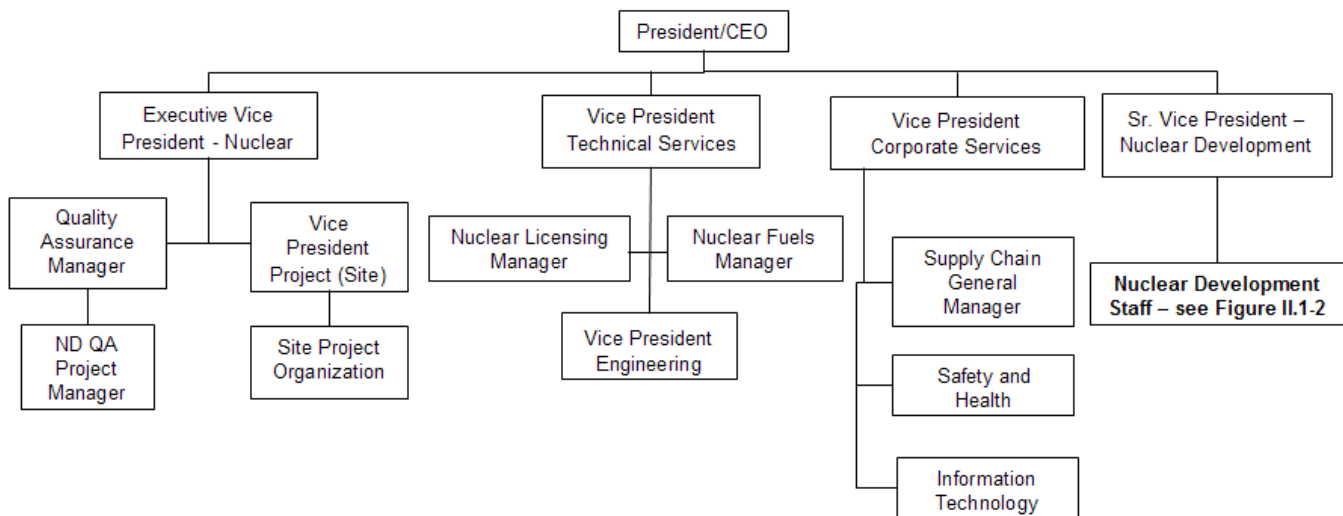 President/CEO
Executive Vice
President - Nuclear
Vice President
Technical Services
Vice President
Corporate Services
Sr. Vice President –
Nuclear Development
Quality
Assurance
Manager
Vice
President
Project (Site)
Nuclear Licensing
Manager
Nuclear Fuels
Manager
Supply Chain
General
Manager
Nuclear Development
Staff – see Figure II.1-2
ND QA
Project
Manager
Site Project
Organization
Vice President
Engineering
Safety and
Health
Information
Technology